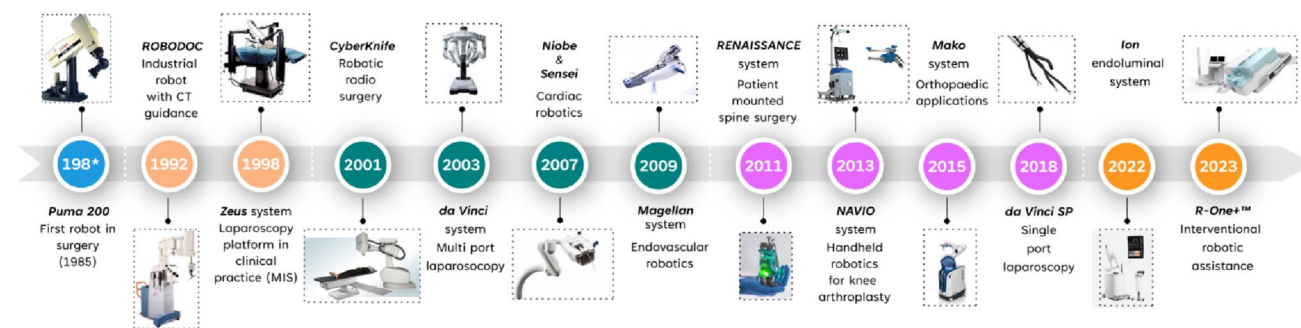 ROBODOC
Industrial
robot
with CT
guidance
CyberKnife
Robotic
radio
surgery
Niobe
&
Sensei
Cardiac
robotics
RENAISSANCE
system
Patient
mounted
spine surgery
Mako
system
Orthopaedic
applications
Ion
endoluminal
system
198*
1992
1998
2001
2003
2007
2009
2011
2013
2015
2018
2022
2023
Puma 200
First robot in
surgery
(1985)
Zeus system
Laparoscopy
platform in
clinical
practice (MIS)
da Vinci
system
Multi port
laparosocopy
Magellan
system
Endovascular
robotics
NAVIO
system
Handheld
robotics
for knee
arthroplasty
da Vinci SP
Single
port
laparoscopy
R-One+™
Interventional
robotic
assistance